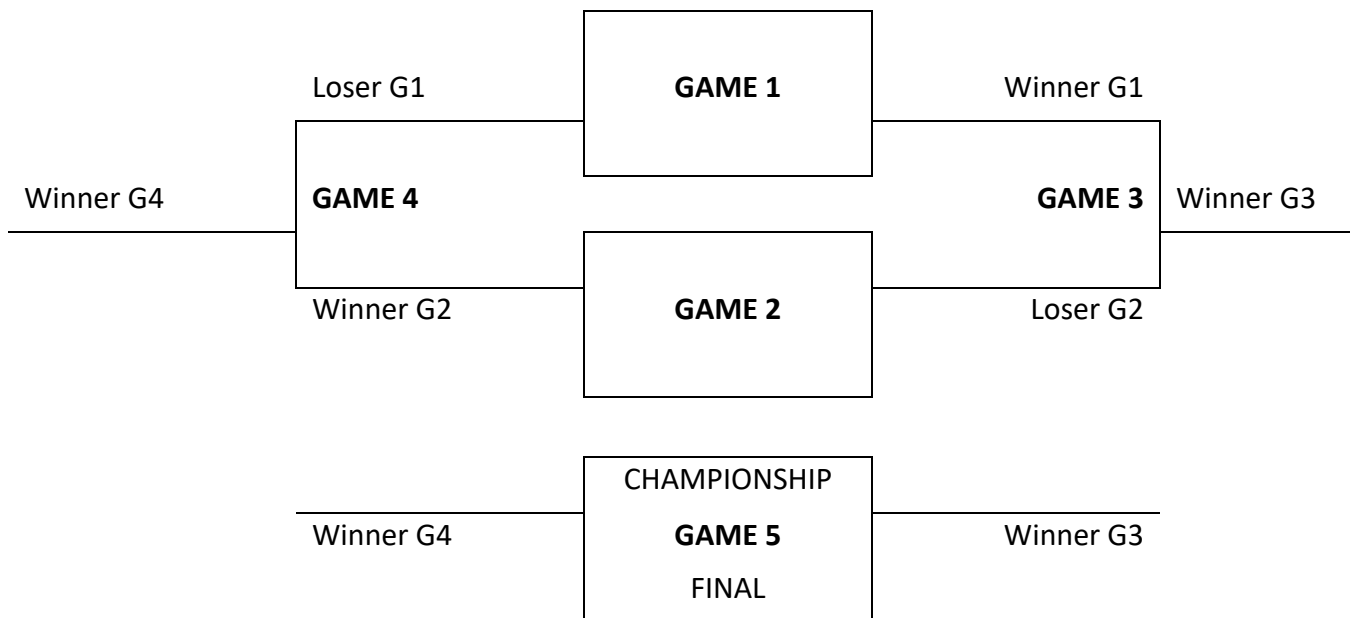 Loser G1 GAME 1 Winner G1
Winner G4 GAME 4 GAME 3 Winner G3
Winner G2 GAME 2 Loser G2
CHAMPIONSHIP
Winner G4 GAME 5 Winner G3
FINAL